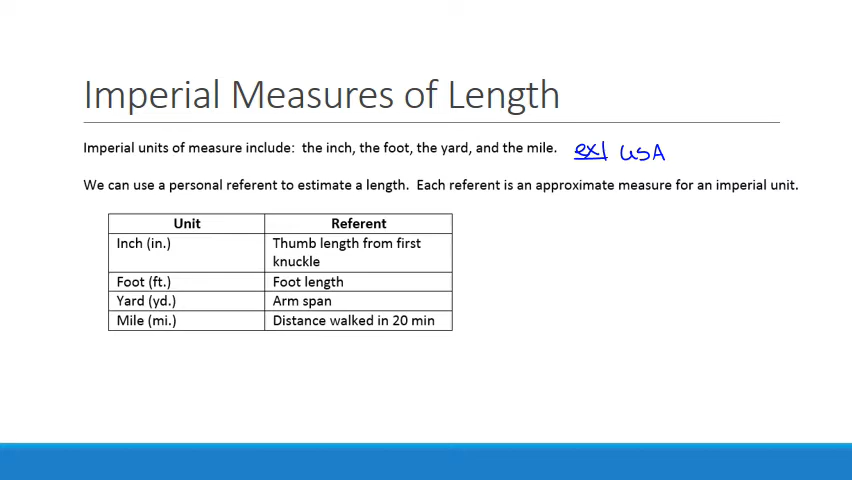 Imperial Measures of Length
Imperial units of measure include: the inch, the foot, the yard, and the mile. ex/ USA
We can use a personal referent to estimate a length. Each referent is an approximate measure for an imperial unit.
Unit Referent
Inch (in.) Thumb length from first
knuckle
Foot (ft.) Foot length
Yard (yd.) Arm span
Mile (mi.) Distance walked in 20 min